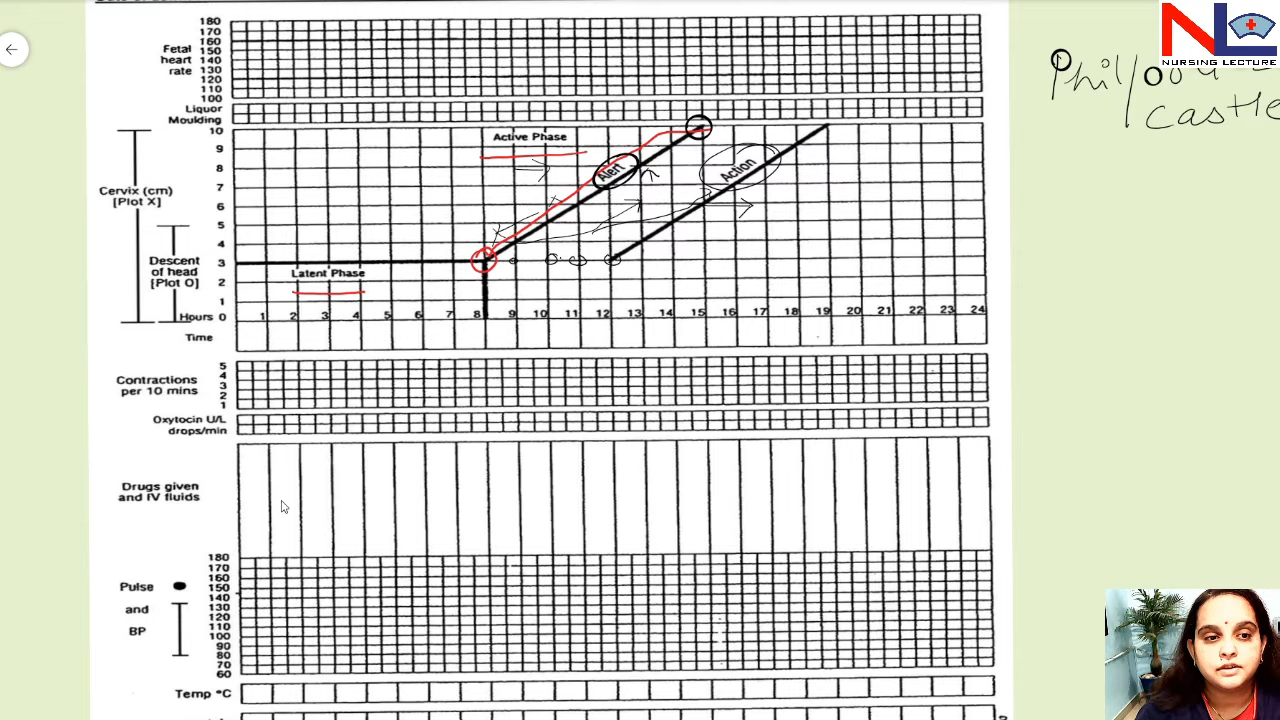 180
170
160
150
140
130
120
110
100
Fetal
heart
rate
Liquor
Moulding
10
9
8
7
6
5
4
3
2
1
Cervix (cm)
[Plot X]
Descent
of head
[Plot O]
Active Phase
Alert
Action
Latent Phase
Hours 0 1 2 3 4 5 6 7 8 9 10 11 12 13 14 15 16 17 18 19 20 21 22 23 24
Time
5
4
3
2
1
Contractions
per 10 mins
Oxytocin U/L
drops/min
Drugs given
and IV fluids
180
170
160
150
140
130
120
110
100
90
80
70
60
Pulse
and
BP
Temp °C
NL
NURSING LECTURE
castle